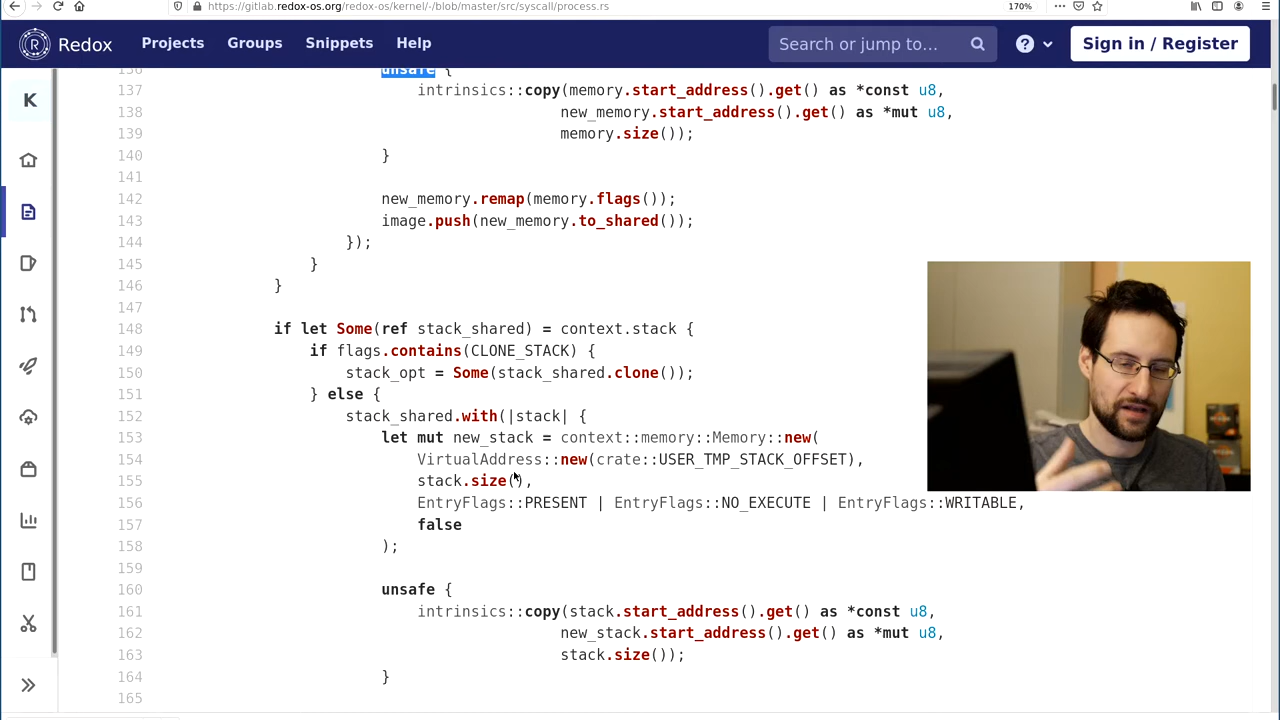 https://gitlab.redox-os.org/redox-os/kernel/-/blob/master/src/syscall/process.rs
170%
Redox
Projects
Groups
Snippets
Help
Search or jump to...
Sign in / Register
K
136 unsafe {
137 intrinsics::copy(memory.start_address().get() as *const u8,
138 new_memory.start_address().get() as *mut u8,
139 memory.size());
140 }
141
142 new_memory.remap(memory.flags());
143 image.push(new_memory.to_shared());
144 });
145 }
146 }
147
148 if let Some(ref stack_shared) = context.stack {
149 if flags.contains(CLONE_STACK) {
150 stack_opt = Some(stack_shared.clone());
151 } else {
152 stack_shared.with(|stack| {
153 let mut new_stack = context::memory::Memory::new(
154 VirtualAddress::new(crate::USER_TMP_STACK_OFFSET),
155 stack.size(),
156 EntryFlags::PRESENT | EntryFlags::NO_EXECUTE | EntryFlags::WRITABLE,
157 false
158 );
159
160 unsafe {
161 intrinsics::copy(stack.start_address().get() as *const u8,
162 new_stack.start_address().get() as *mut u8,
163 stack.size());
164 }
165